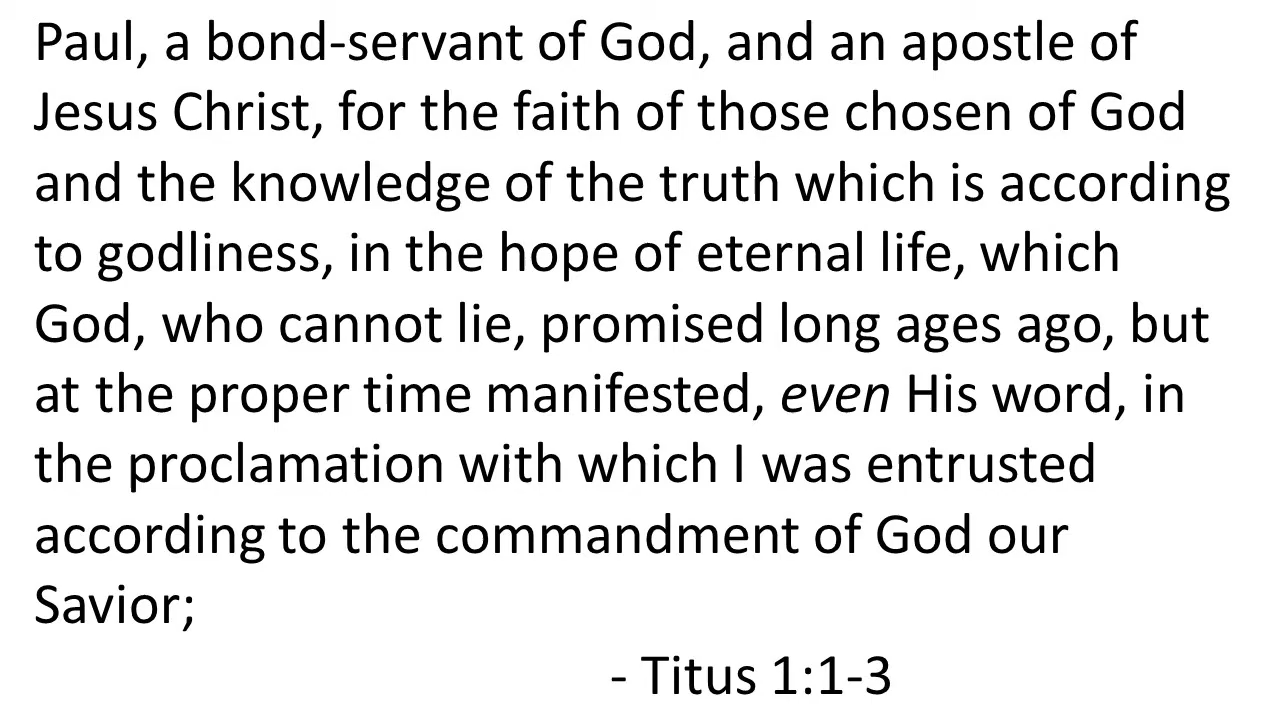 Paul, a bond-servant of God, and an apostle of
Jesus Christ, for the faith of those chosen of God
and the knowledge of the truth which is according
to godliness, in the hope of eternal life, which
God, who cannot lie, promised long ages ago, but
at the proper time manifested, even His word, in
the proclamation with which I was entrusted
according to the commandment of God our
Savior;
- Titus 1:1-3